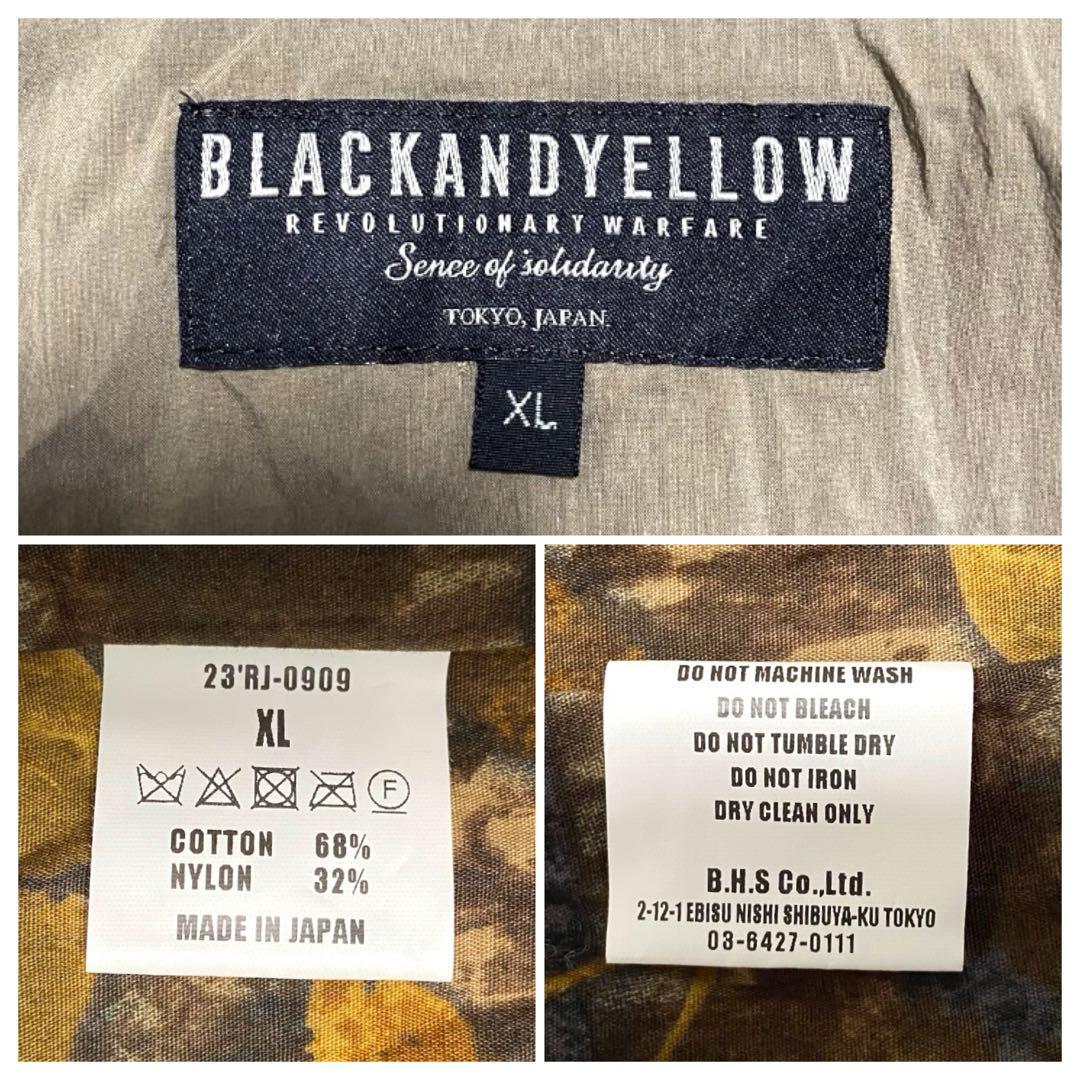 BLACKANDYELLOW
REVOLUTIONARY WARFARE
Sence of solidarity
TOKYO, JAPAN.
XL
23'RJ-0909
XL
F
COTTON 68%
NYLON 32%
MADE IN JAPAN
DO NOT MACHINE WASH
DO NOT BLEACH
DO NOT TUMBLE DRY
DO NOT IRON
DRY CLEAN ONLY
B.H.S Co.,Ltd.
2-12-1 EBISU NISHI SHIBUYA-KU TOKYO
03-6427-0111